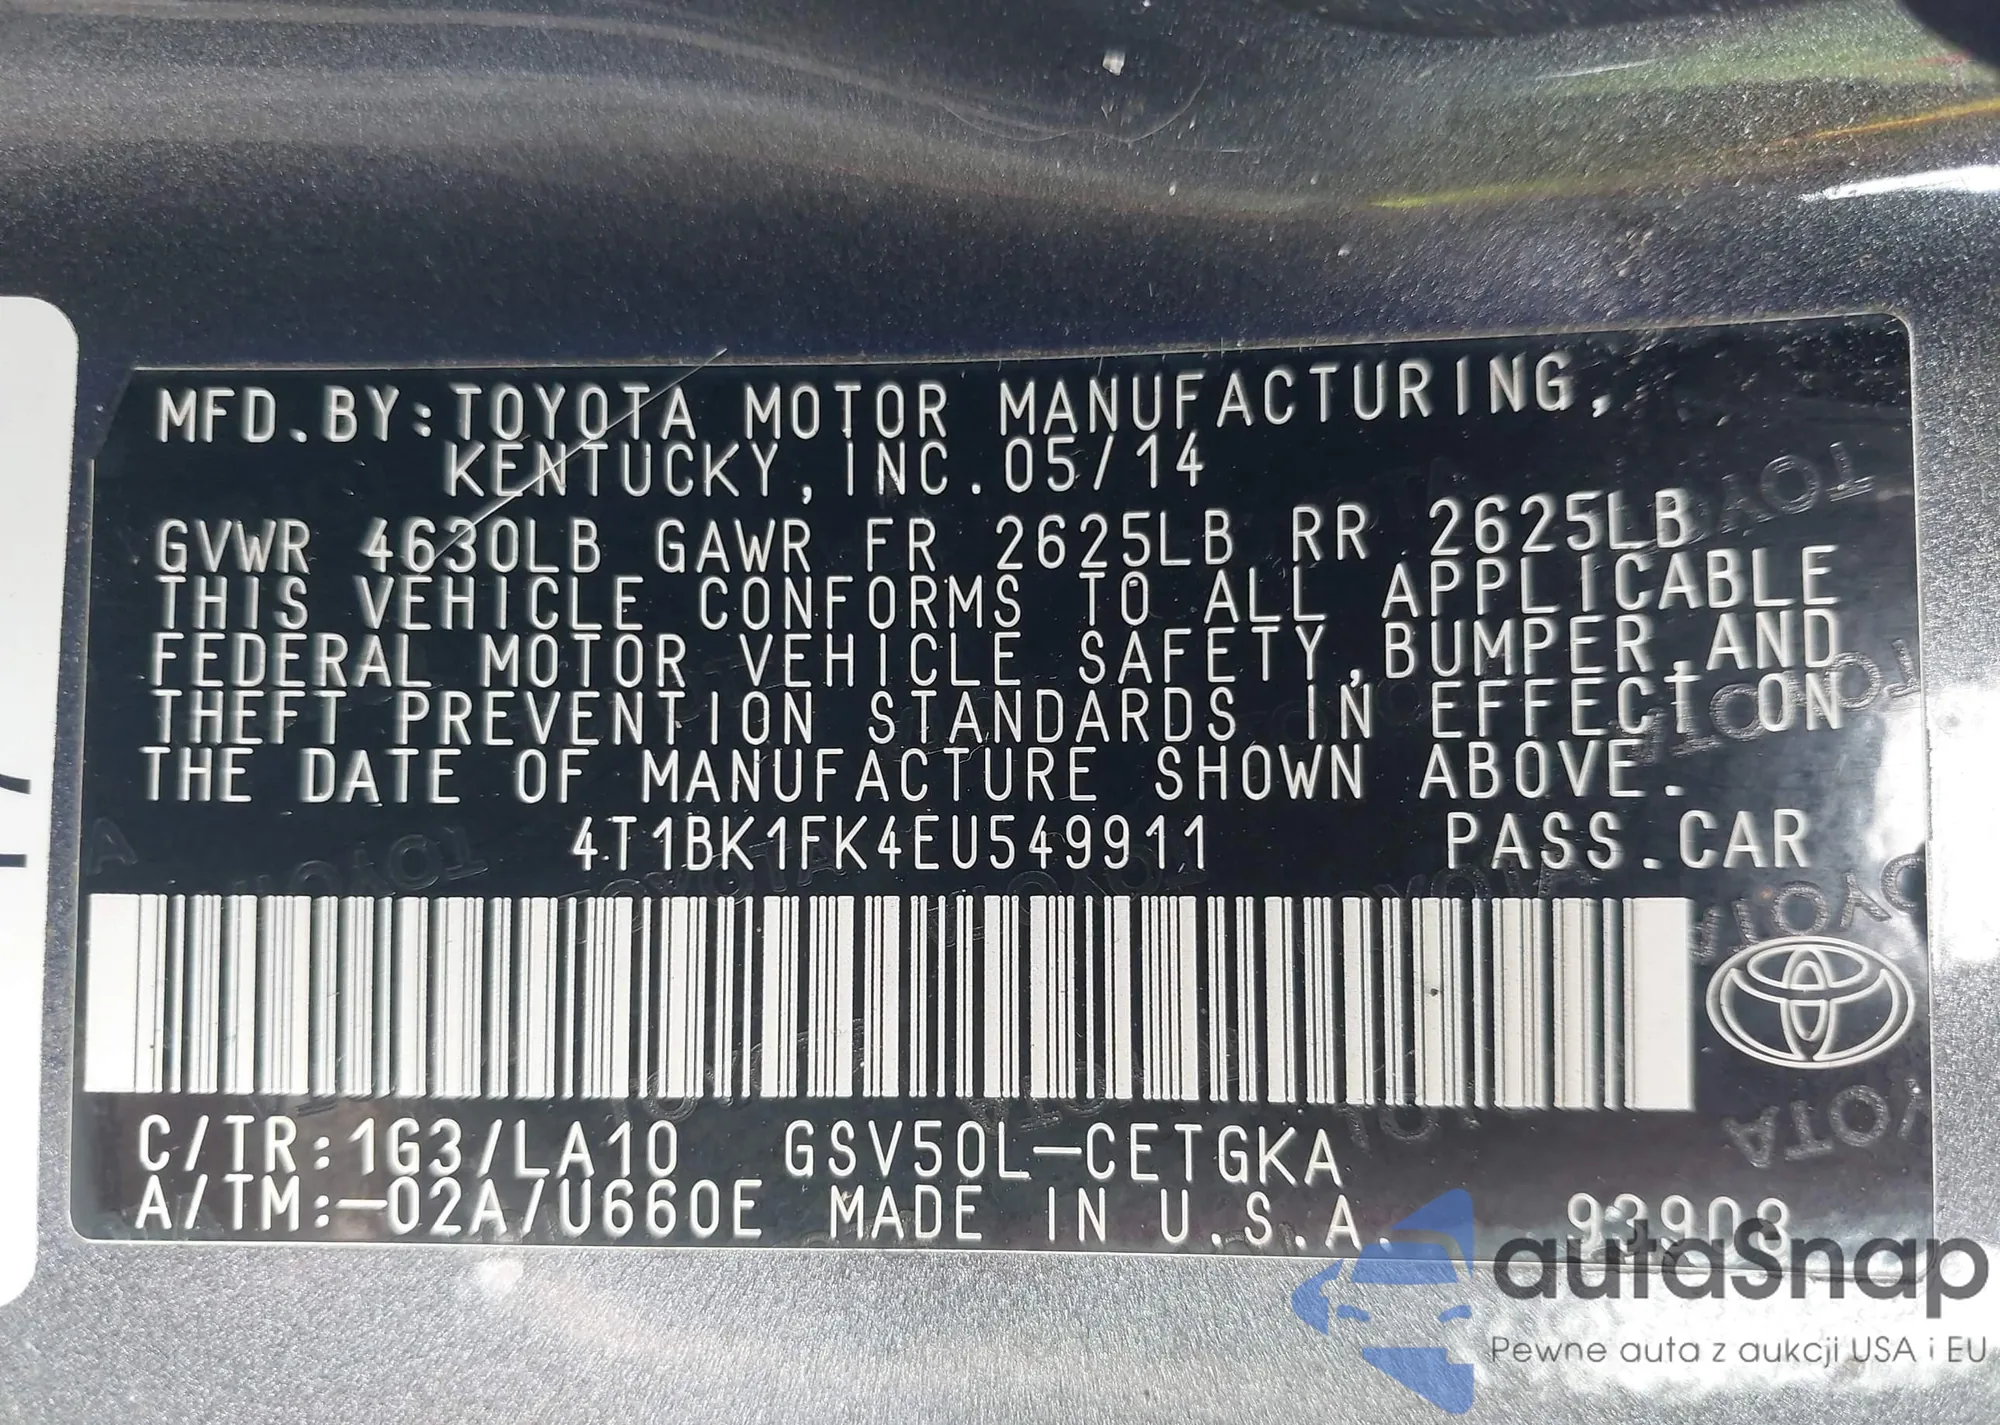 MFD.BY:TOYOTA MOTOR MANUFACTURING,
KENTUCKY, INC. 05/14
GVWR 4630LB GAWR FR 2625LB RR 2625LB
THIS VEHICLE CONFORMS TO ALL APPLICABLE
FEDERAL MOTOR VEHICLE SAFETY,BUMPER,AND
THEFT PREVENTION STANDARDS IN EFFECT ON
THE DATE OF MANUFACTURE SHOWN ABOVE.
4T1BK1FK4EU549911 PASS.CAR
C/TR:1G3/LA10 GSV50L-CETGKA
A/TM:-02A/U660E MADE IN U.S.A.
autaSnap
Pewne auta z aukcji USA i EU